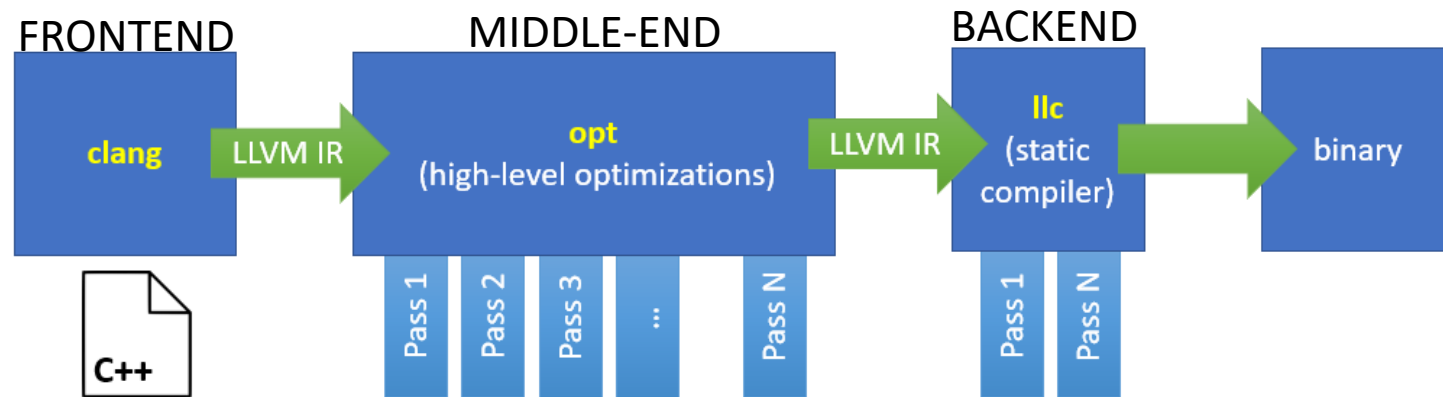 FRONTEND
MIDDLE-END
BACKEND
clang
LLVM IR
opt
(high-level optimizations)
LLVM IR
llc
(static
compiler)
binary
C++
Pass 1
Pass 2
Pass 3
...
Pass N
Pass 1
Pass N